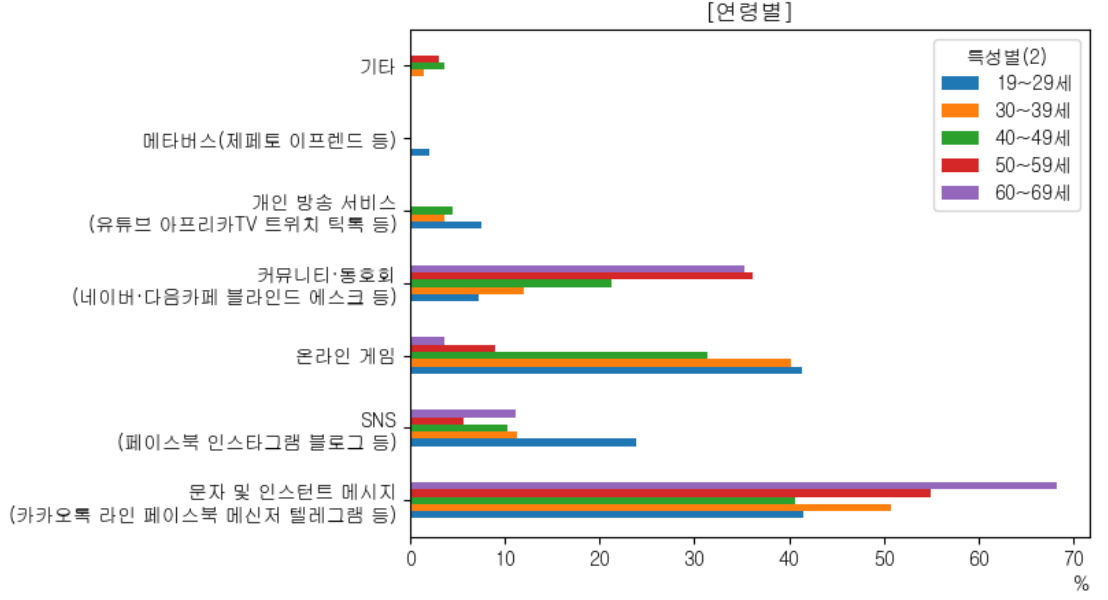 [연령별]
기타
메타버스(제페토 이프렌드 등)
개인 방송 서비스
(유튜브 아프리카TV 트위치 틱톡 등)
커뮤니티·동호회
(네이버·다음카페 블라인드 에스크 등)
온라인 게임
SNS
(페이스북 인스타그램 블로그 등)
문자 및 인스턴트 메시지
(카카오톡 라인 페이스북 메신저 텔레그램 등)
특성별(2)
19~29세
30~39세
40~49세
50~59세
60~69세
0 10 20 30 40 50 60 70
%